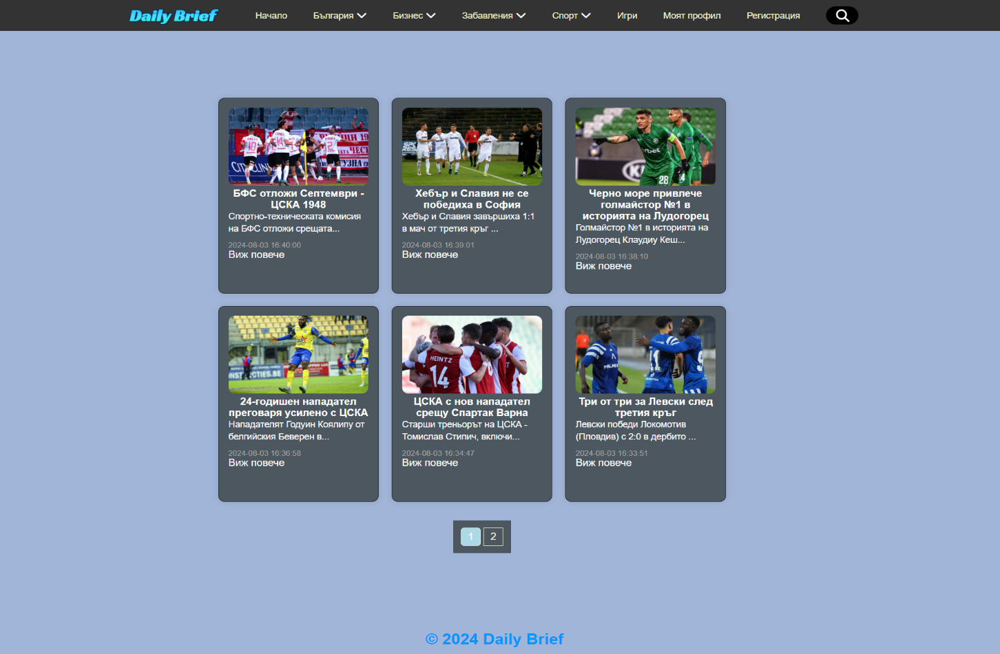 Daily Brief
Начало
България
Бизнес
Забавления
Спорт
Игри
Моят профил
Регистрация
БФС отложи Септември -
ЦСКА 1948
Спортно-техническата комисия
на БФС отложи срещата...
2024-08-03 16:40:00
Виж повече
Хебър и Славия не се
победиха в София
Хебър и Славия завършиха 1:1
в мач от третия кръг ...
2024-08-03 16:39:01
Виж повече
28
Черно море привлече
голмайстор №1 в
историята на Лудогорец
Голмайстор №1 в историята на
Лудогорец Клаудиу Кеш...
2024-08-03 16:38:10
Виж повече
24-годишен нападател
преговаря усилено с ЦСКА
Нападателят Годуин Коялипу от
белгийския Беверен в...
2024-08-03 16:36:58
Виж повече
HEINTZ
14
ЦСКА с нов нападател
срещу Спартак Варна
Старши треньорът на ЦСКА -
Томислав Стипич, включи...
2024-08-03 16:34:47
Виж повече
Три от три за Левски след
третия кръг
Левски победи Локомотив
(Пловдив) с 2:0 в дербито ...
2024-08-03 16:33:51
Виж повече
1 2
© 2024 Daily Brief